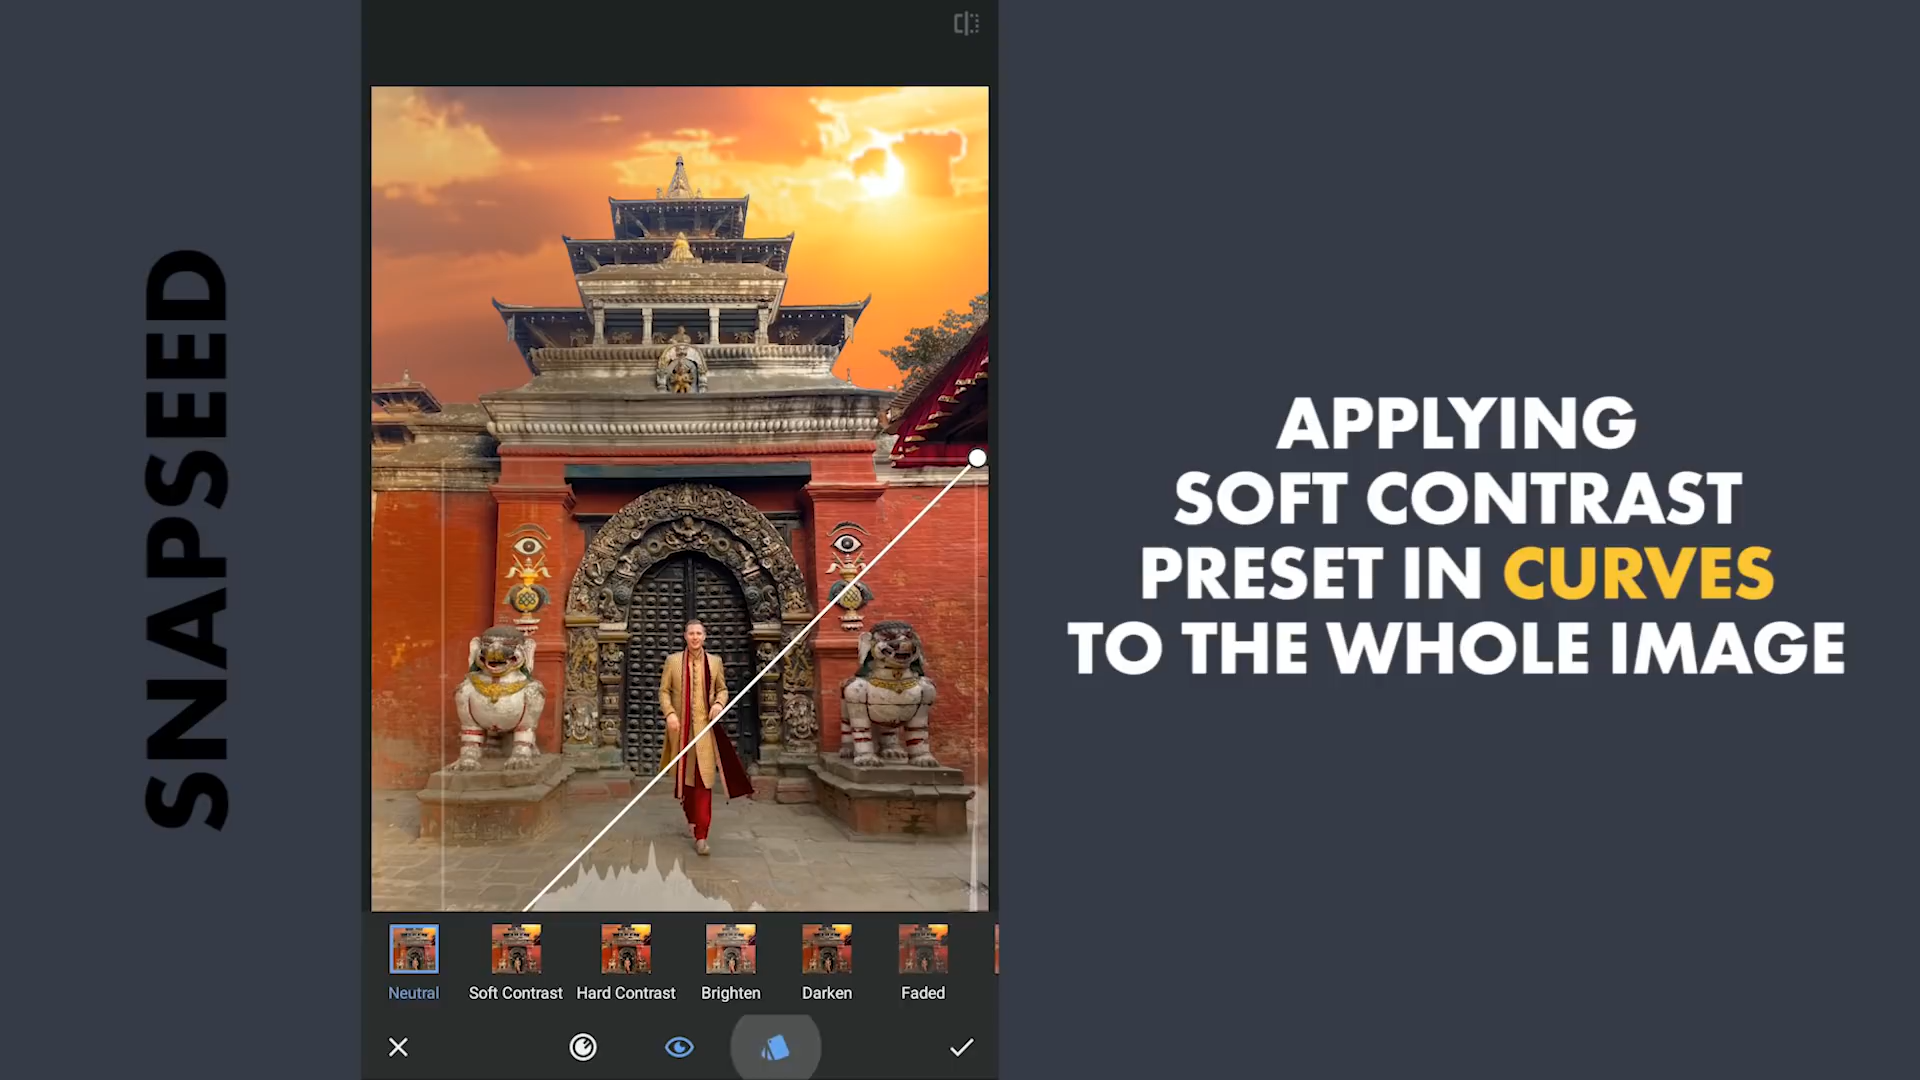 SNAPSEED
APPLYING
SOFT CONTRAST
PRESET IN CURVES
TO THE WHOLE IMAGE
Neutral
Soft Contrast
Hard Contrast
Brighten
Darken
Faded